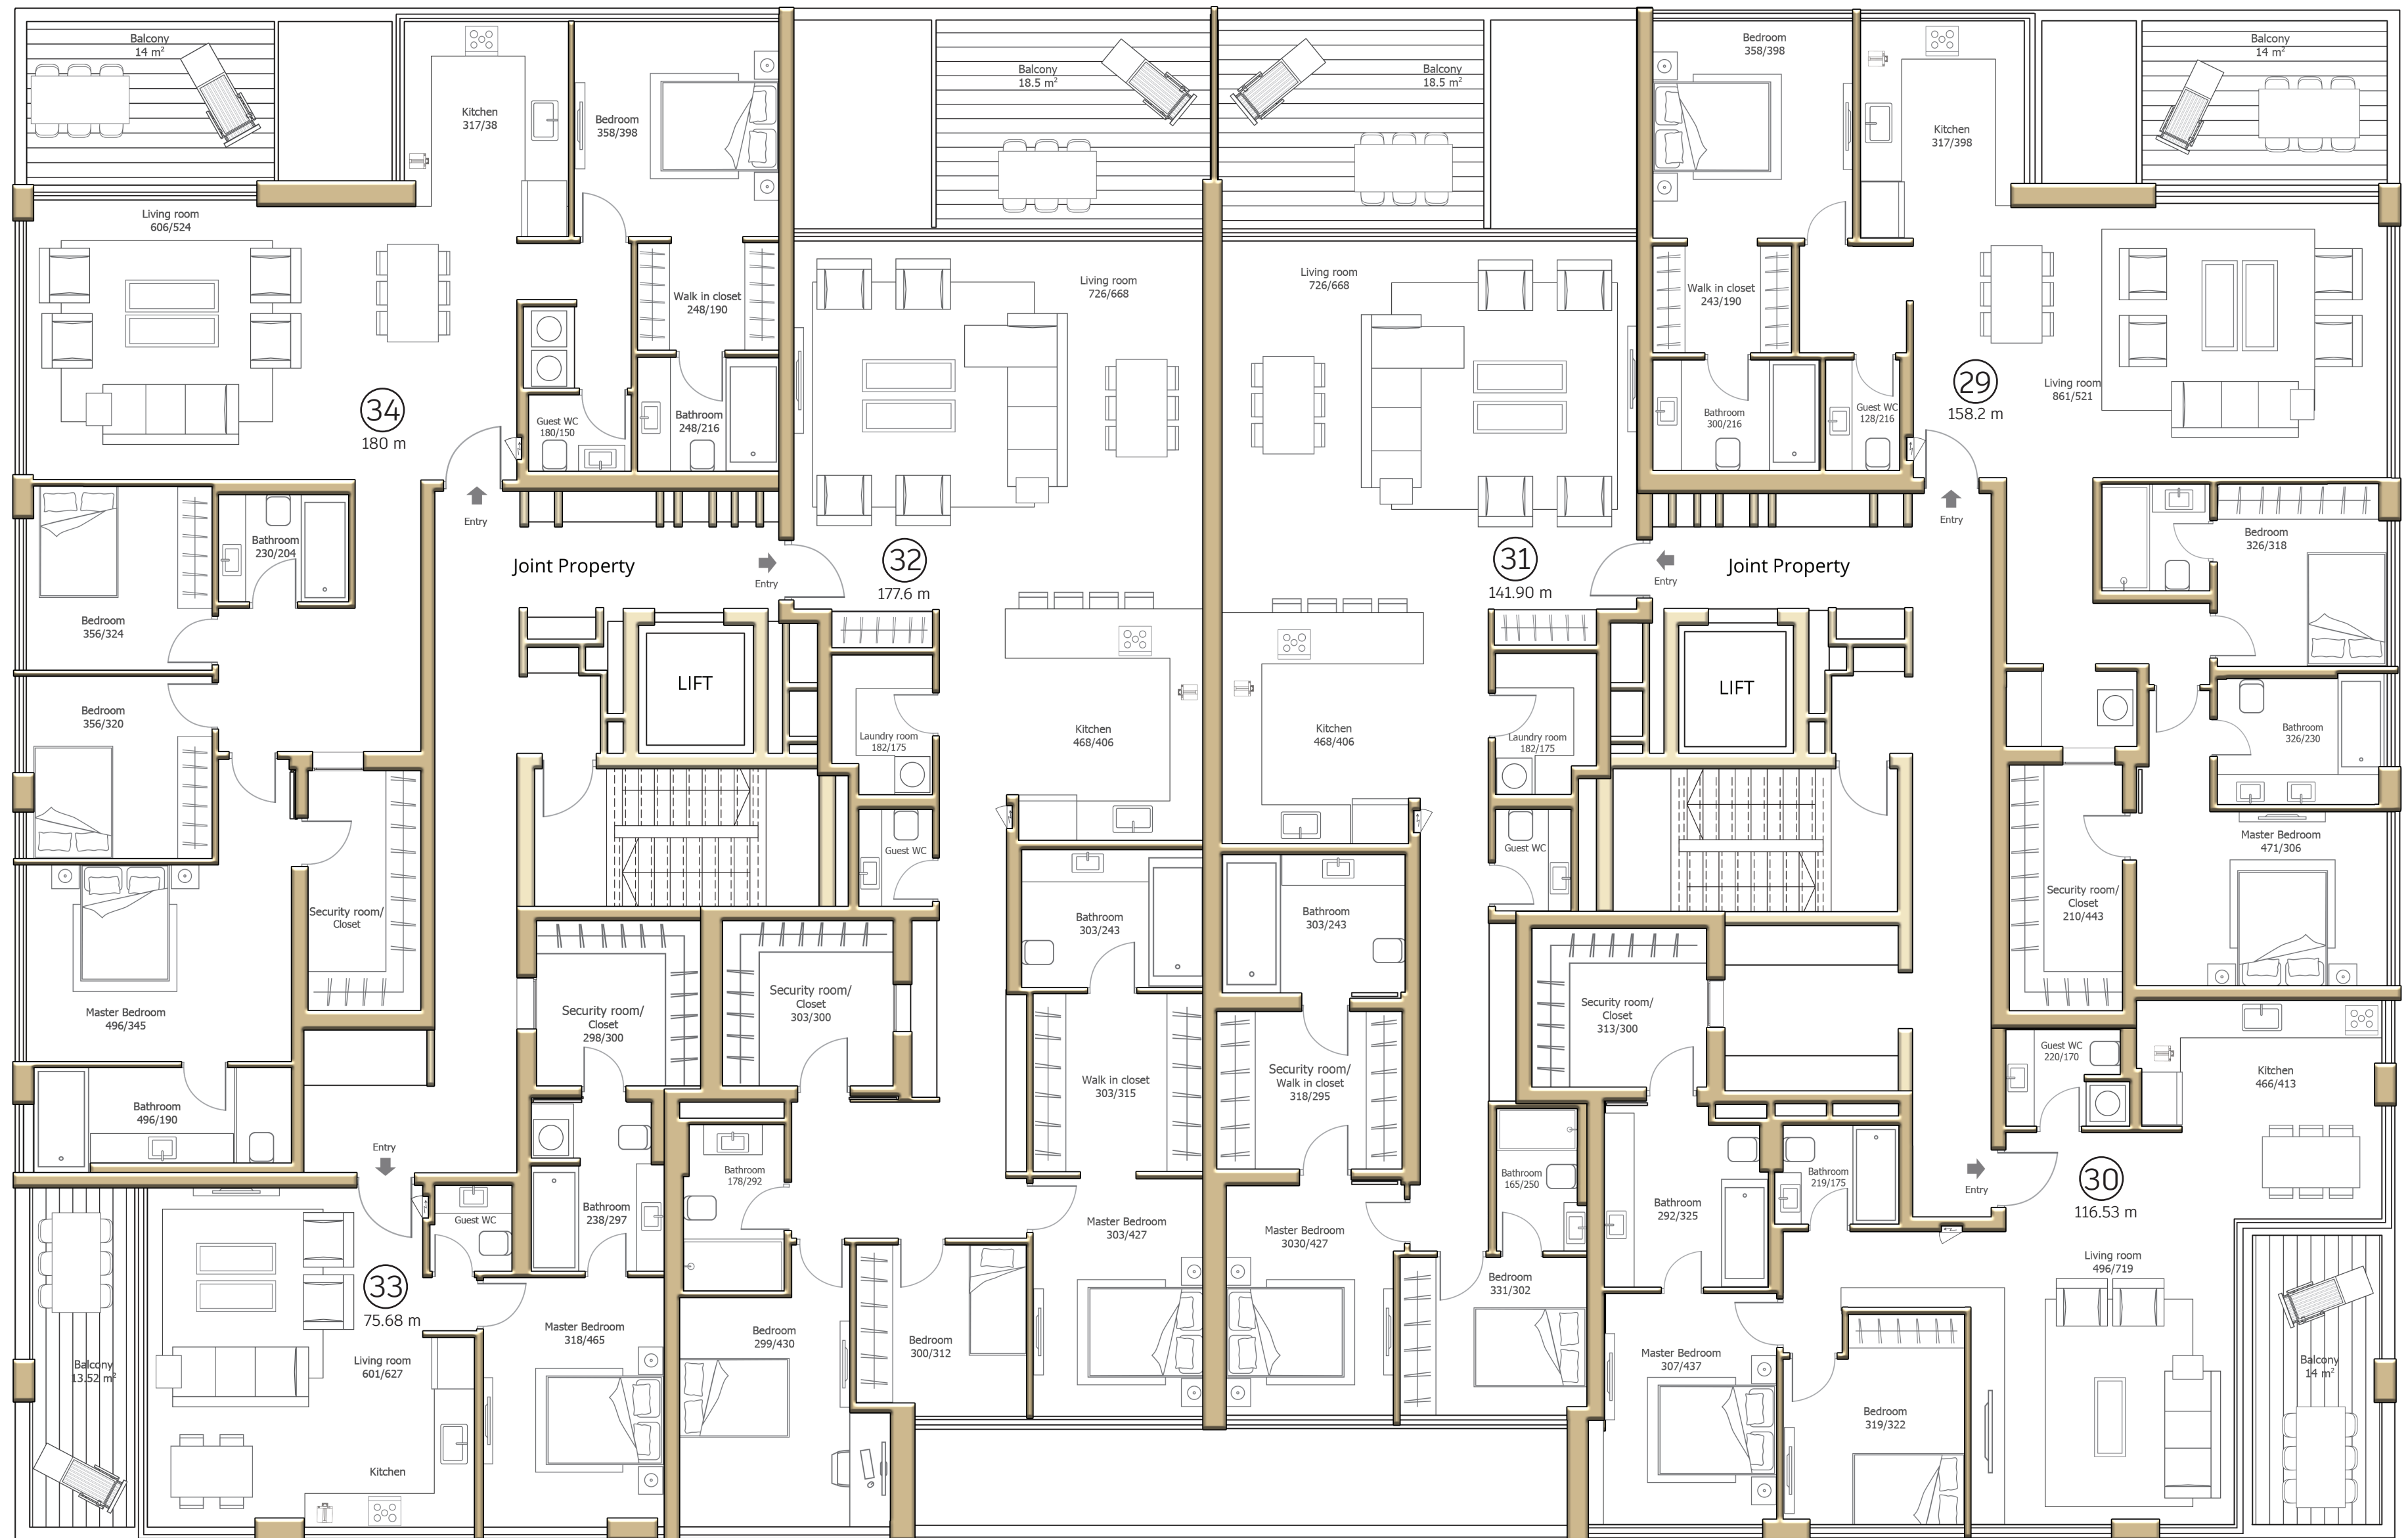 Balcony
14 m²
Kitchen
317/38
Bedroom
358/398
Living room
606/524
Walk in closet
248/190
34
180 m
Guest WC
180/150
Bathroom
248/216
Entry
Bathroom
230/204
Bedroom
356/324
Bedroom
356/320
Security room/
Closet
Master Bedroom
496/345
Bathroom
496/190
Joint Property
Entry
LIFT
Balcony
18.5 m²
Living room
726/668
32
177.6 m
Laundry room
182/175
Kitchen
468/406
Guest WC
Bathroom
303/243
Security room/
Closet
303/300
Walk in closet
303/315
Bathroom
178/292
Master Bedroom
303/427
Bedroom
299/430
Bedroom
300/312
Entry
33
75.68 m
Guest WC
Security room/
Closet
298/300
Bathroom
238/297
Master Bedroom
318/465
Living room
601/627
Balcony
13.52 m²
Kitchen
Balcony
18.5 m²
Living room
726/668
31
141.90 m
Entry
Joint Property
LIFT
Kitchen
468/406
Laundry room
182/175
Guest WC
Bathroom
303/243
Security room/
Walk in closet
318/295
Master Bedroom
3030/427
Bathroom
165/250
Bedroom
331/302
Bedroom
358/398
Kitchen
317/398
Balcony
14 m²
Walk in closet
243/190
Bathroom
300/216
Guest WC
128/216
29
158.2 m
Living room
861/521
Entry
Bedroom
326/318
Bathroom
326/230
Security room/
Closet
210/443
Master Bedroom
471/306
Security room/
Closet
313/300
Guest WC
220/170
Kitchen
466/413
Entry
30
116.53 m
Bathroom
292/325
Bathroom
219/175
Living room
496/719
Master Bedroom
307/437
Bedroom
319/322
Balcony
14 m²